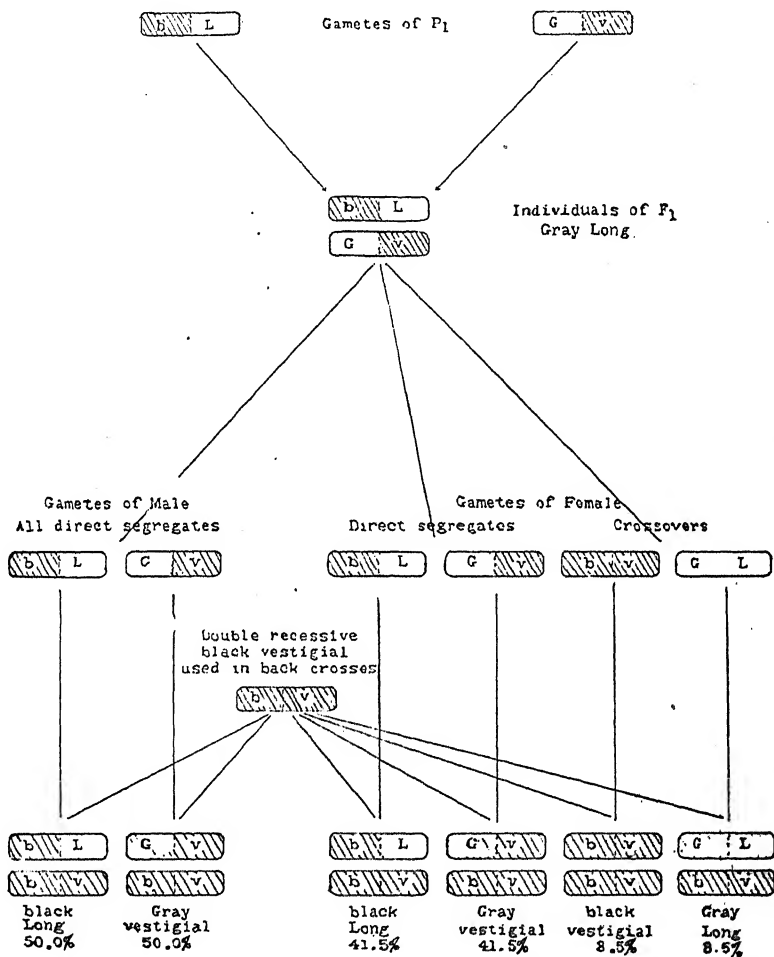 b L Gametes of P1 G v
b L
G v
Individuals of F1
Gray Long
Gametes of Male
All direct segregates
Gametes of Female
Direct segregates Crossovers
b L G v b L G v b v G L
Double recessive
black vestigial
used in back crosses
b v
b L G v b L G v b v G L
b v b v b v b v b v b v
black
Long
50.0%
Gray
vestigial
50.0%
black
Long
41.5%
Gray
vestigial
41.5%
black
vestigial
8.5%
Gray
Long
8.5%